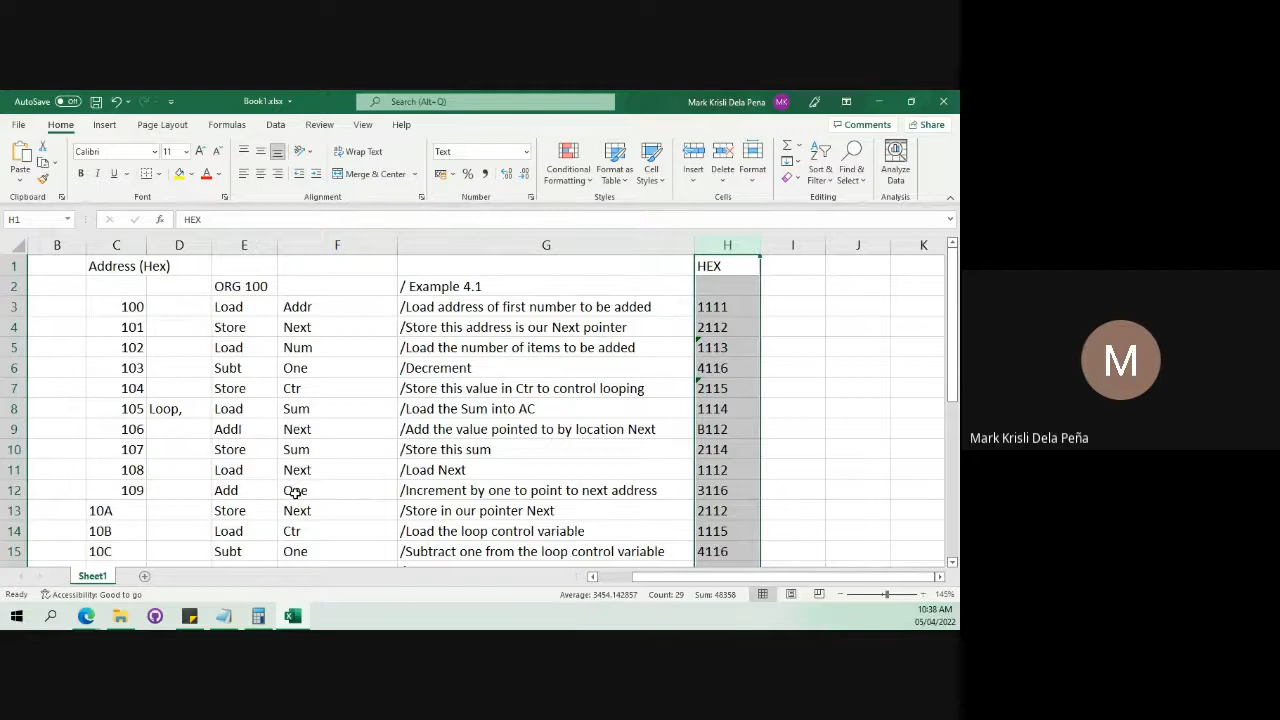 AutoSave Off
Book1.xlsx
Search (Alt+Q)
Mark Krisli Dela Pena MK
File Home Insert Page Layout Formulas Data Review View Help Comments Share
Paste
Calibri 11
Wrap Text
Text
B I U
Merge & Center
Conditional Formatting
Format as Table
Cell Styles
Insert Delete Format
Sort & Filter
Find & Select
Analyze Data
Clipboard Font Alignment Number Styles Cells Editing Analysis
H1 fx HEX
B C D E F G H I J K
1 Address (Hex) HEX
2 ORG 100 / Example 4.1
3 100 Load Addr /Load address of first number to be added 1111
4 101 Store Next /Store this address is our Next pointer 2112
5 102 Load Num /Load the number of items to be added 1113
6 103 Subt One /Decrement 4116
7 104 Store Ctr /Store this value in Ctr to control looping 2115
8 105 Loop, Load Sum /Load the Sum into AC 1114
9 106 AddI Next /Add the value pointed to by location Next B112
10 107 Store Sum /Store this sum 2114
11 108 Load Next /Load Next 1112
12 109 Add One /Increment by one to point to next address 3116
13 10A Store Next /Store in our pointer Next 2112
14 10B Load Ctr /Load the loop control variable 1115
15 10C Subt One /Subtract one from the loop control variable 4116
Sheet1
Ready Accessibility: Good to go Average: 3454.142857 Count: 29 Sum: 48358 145%
10:38 AM
05/04/2022
M
Mark Krisli Dela Peña